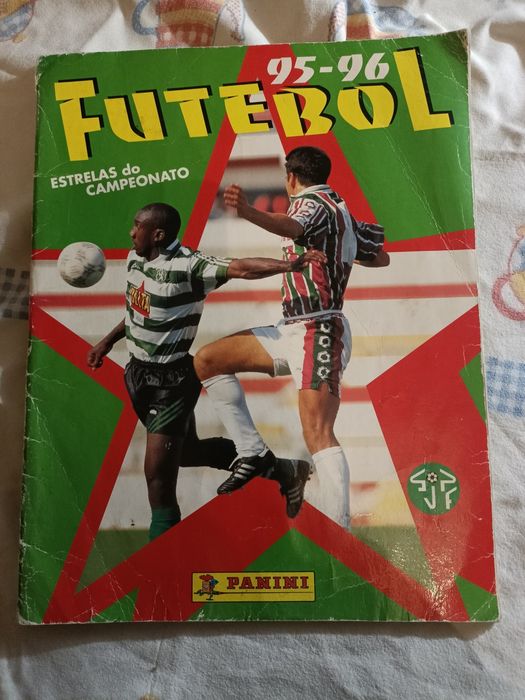 95-96
FUTEBOL
ESTRELAS do
CAMPEONATO
PANINI